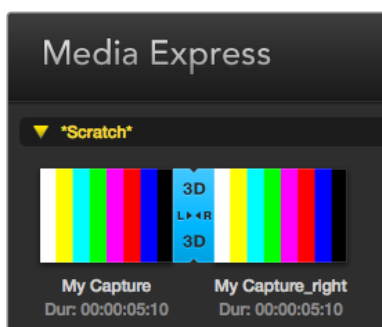 Media Express
*Scratch*
3D
L R
3D
My Capture
My Capture_right
Dur: 00:00:05:10
Dur: 00:00:05:10